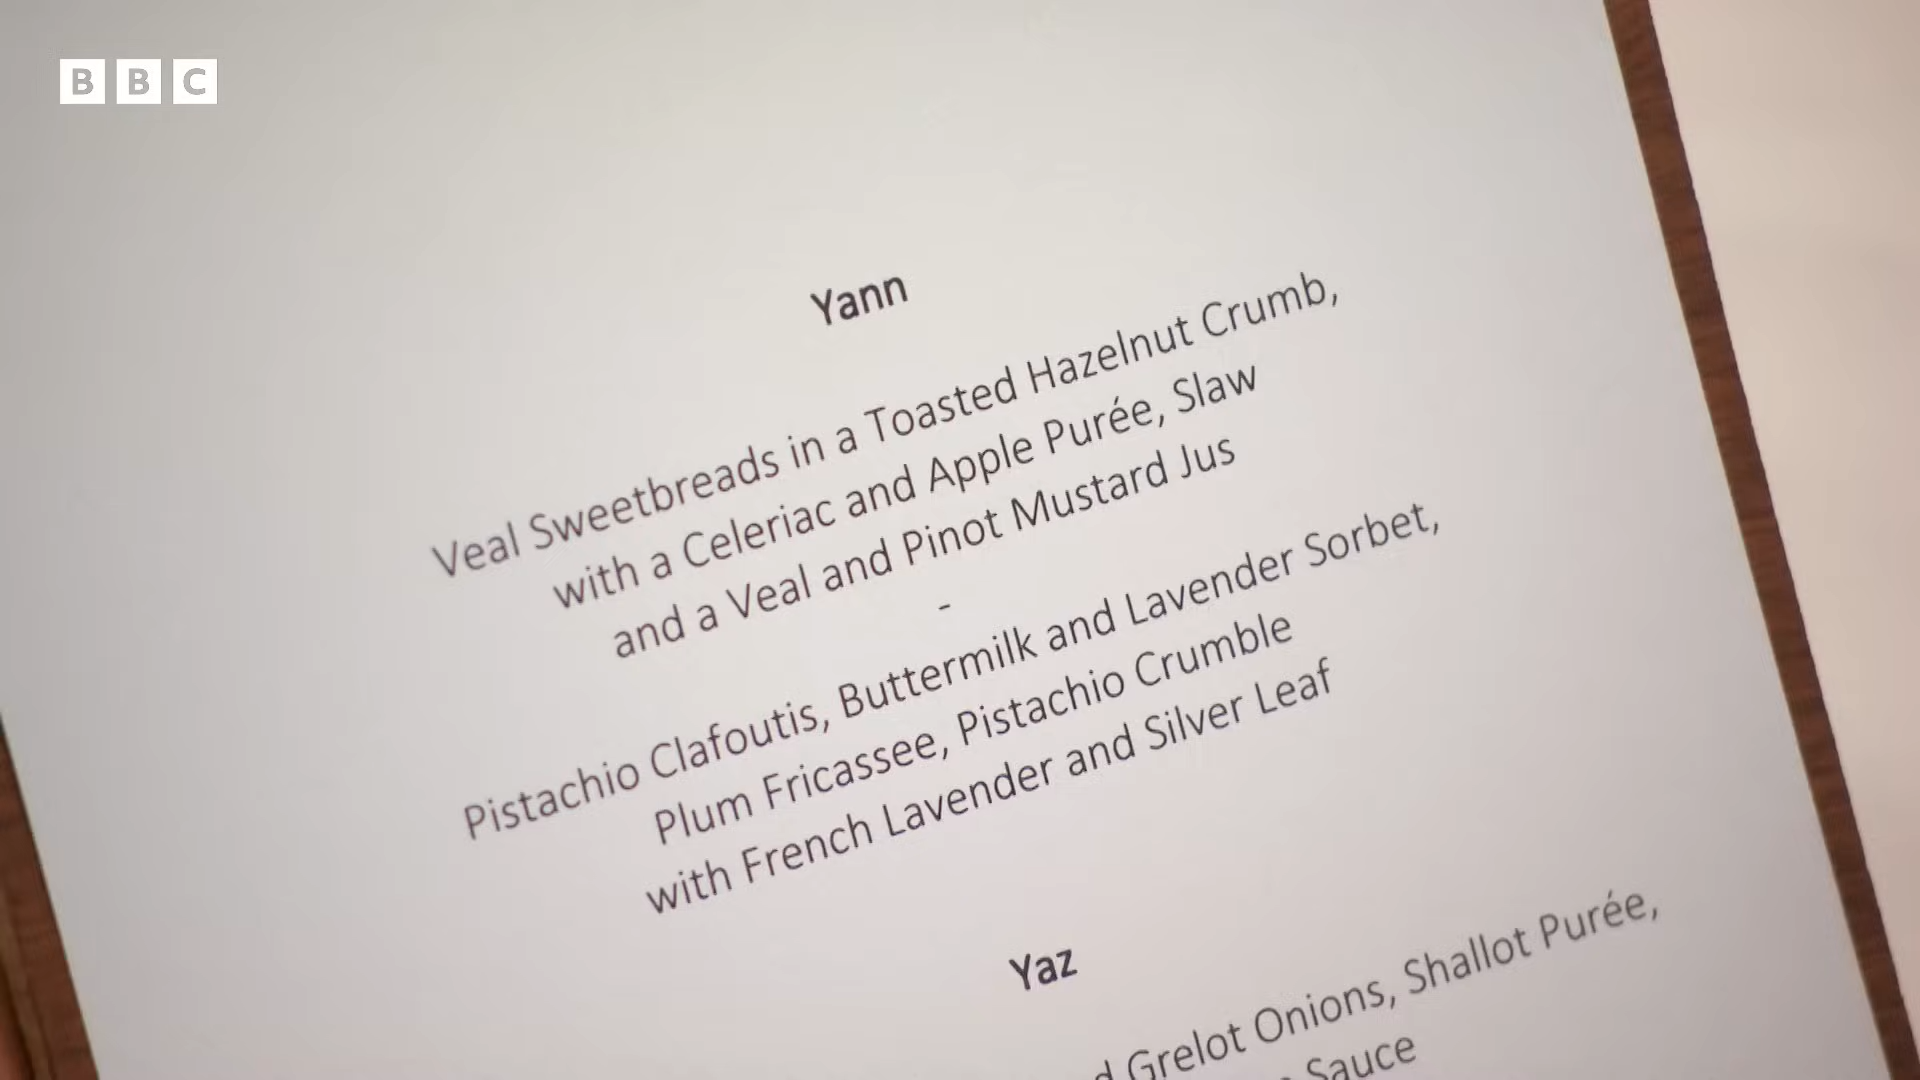 BBC
Yann
Veal Sweetbreads in a Toasted Hazelnut Crumb,
with a Celeriac and Apple Purée, Slaw
and a Veal and Pinot Mustard Jus
-
Pistachio Clafoutis, Buttermilk and Lavender Sorbet,
Plum Fricassee, Pistachio Crumble
with French Lavender and Silver Leaf
Yaz
Grelot Onions, Shallot Purée,
Sauce